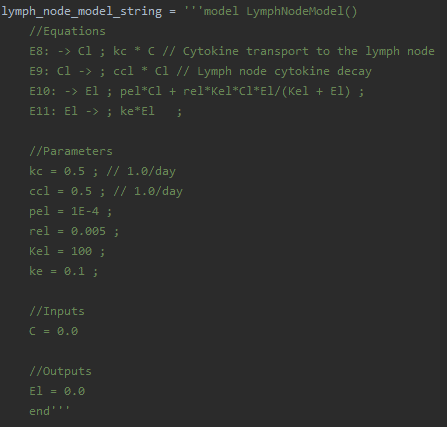 lymph_node_model_string = '''model LymphNodeModel()
//Equations
E8: -> Cl ; kc * C // Cytokine transport to the lymph node
E9: Cl -> ; ccl * Cl // Lymph node cytokine decay
E10: -> El ; pel*Cl + rel*Kel*Cl*El/(Kel + El) ;
E11: El -> ; ke*El   ;
//Parameters
kc = 0.5 ; // 1.0/day
ccl = 0.5 ; // 1.0/day
pel = 1E-4 ;
rel = 0.005 ;
Kel = 100 ;
ke = 0.1 ;
//Inputs
C = 0.0
//Outputs
El = 0.0
end'''